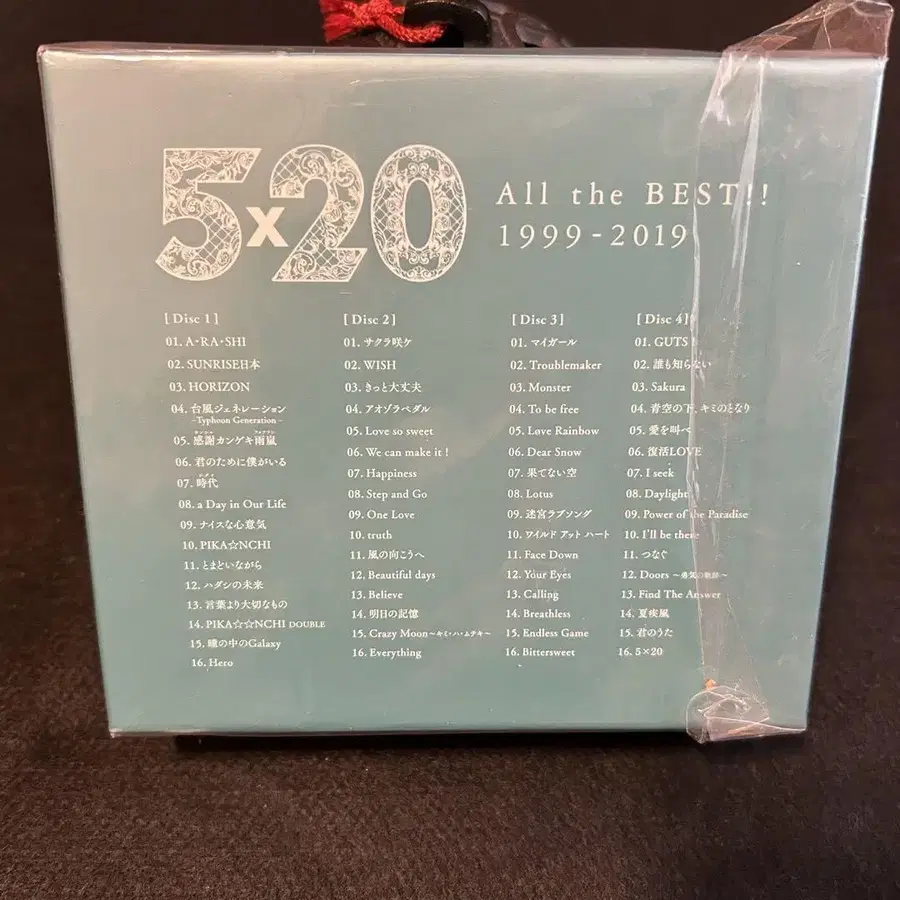 5x20
All the BEST!!
1999-2019
[Disc 1]
01. A・RA・SHI
02. SUNRISE日本
03. HORIZON
04. 台風ジェネレーション
-Typhoon Generation-
05. 感謝カンゲキ雨嵐
06. 君のために僕がいる
07. 時代
08. a Day in Our Life
09. ナイスな心意気
10. PIKA☆NCHI
11. とまどいながら
12. ハダシの未来
13. 言葉より大切なもの
14. PIKA☆☆NCHI DOUBLE
15. 瞳の中のGalaxy
16. Hero
[Disc 2]
01. サクラ咲ケ
02. WISH
03. きっと大丈夫
04. アオゾラペダル
05. Love so sweet
06. We can make it !
07. Happiness
08. Step and Go
09. One Love
10. truth
11. 風の向こうへ
12. Beautiful days
13. Believe
14. 明日の記憶
15. Crazy Moon～キミ・ハ・ムテキ～
16. Everything
[Disc 3]
01. マイガール
02. Troublemaker
03. Monster
04. To be free
05. Løve Rainbow
06. Dear Snow
07. 果てない空
08. Lotus
09. 迷宮ラブソング
10. ワイルド アット ハート
11. Face Down
12. Your Eyes
13. Calling
14. Breathless
15. Endless Game
16. Bittersweet
[Disc 4]
01. GUTS !
02. 誰も知らない
03. Sakura
04. 青空の下、キミのとなり
05. 愛を叫べ
06. 復活LOVE
07. I seek
08. Daylight
09. Power of the Paradise
10. I'll be there
11. つなぐ
12. Doors ～勇気の軌跡～
13. Find The Answer
14. 夏疾風
15. 君のうた
16. 5×20